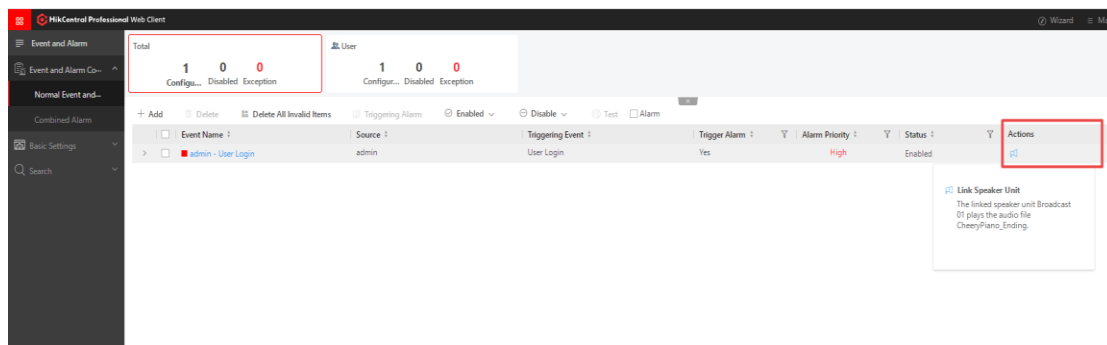 HikCentral Professional Web Client
Wizard
Ma
Event and Alarm
Event and Alarm Co...
Normal Event and...
Combined Alarm
Basic Settings
Search
Total
1 0 0
Configu... Disabled Exception
User
1 0 0
Configur... Disabled Exception
+ Add Delete Delete All Invalid Items Triggering Alarm Enabled Disable Test Alarm
Event Name Source Triggering Event Trigger Alarm Alarm Priority Status Actions
admin - User Login admin User Login Yes High Enabled
Link Speaker Unit
The linked speaker unit Broadcast
01 plays the audio file
CheeryPiano_Ending.